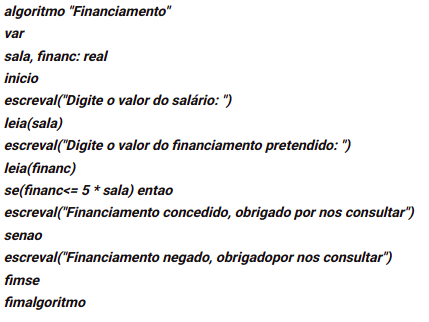 algoritmo "Financiamento"
var
sala, financ: real
inicio
escreval("Digite o valor do salário: ")
leia(sala)
escreval("Digite o valor do financiamento pretendido: ")
leia(financ)
se(financ<= 5 * sala) entao
escreval("Financiamento concedido, obrigado por nos consultar")
senao
escreval("Financiamento negado, obrigadopor nos consultar")
fimse
fimalgoritmo